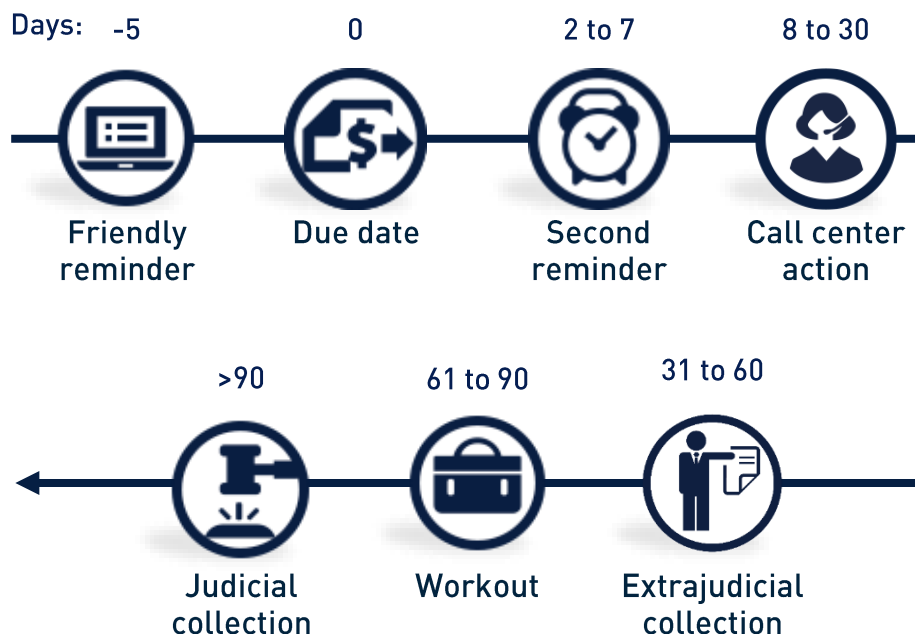 Days: -5 0 2 to 7 8 to 30
$
Friendly Due date Second Call center
reminder reminder action
>90 61 to 90 31 to 60
Judicial Workout Extrajudicial
collection collection